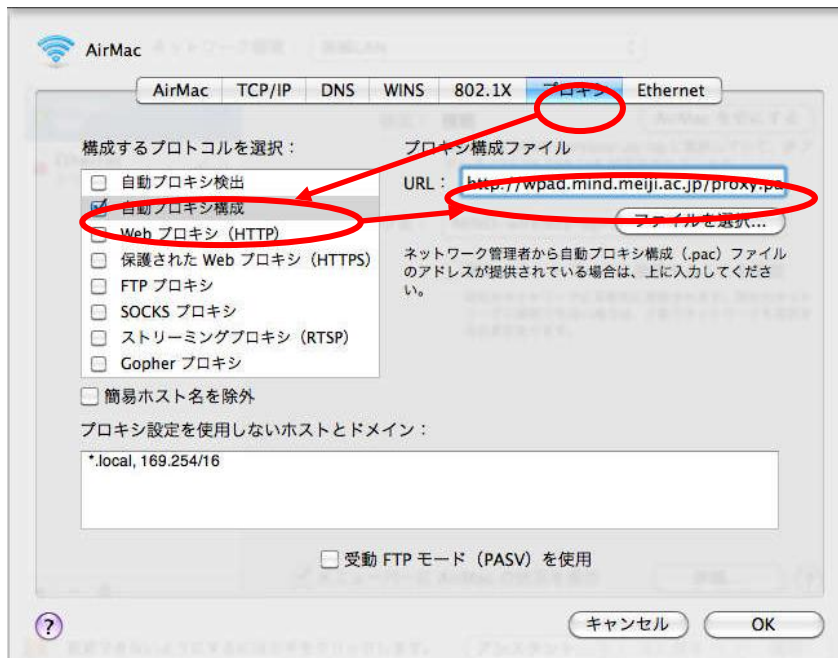 AirMac
AirMac TCP/IP DNS WINS 802.1X プロキシ Ethernet
構成するプロトコルを選択：
自動プロキシ検出
自動プロキシ構成
Web プロキシ（HTTP）
保護された Web プロキシ（HTTPS）
FTP プロキシ
SOCKS プロキシ
ストリーミングプロキシ（RTSP）
Gopher プロキシ
簡易ホスト名を除外
プロキシ構成ファイル
URL： http://wpad.mind.meiji.ac.jp/proxy.pa
ファイルを選択...
ネットワーク管理者から自動プロキシ構成（.pac）ファイル
のアドレスが提供されている場合は、上に入力してくださ
い。
プロキシ設定を使用しないホストとドメイン：
*.local, 169.254/16
受動 FTP モード（PASV）を使用
?
キャンセル OK